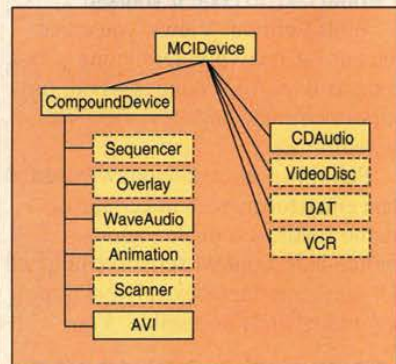 MCIDevice
CompoundDevice
Sequencer
Overlay
WaveAudio
Animation
Scanner
AVI
CDAudio
VideoDisc
DAT
VCR